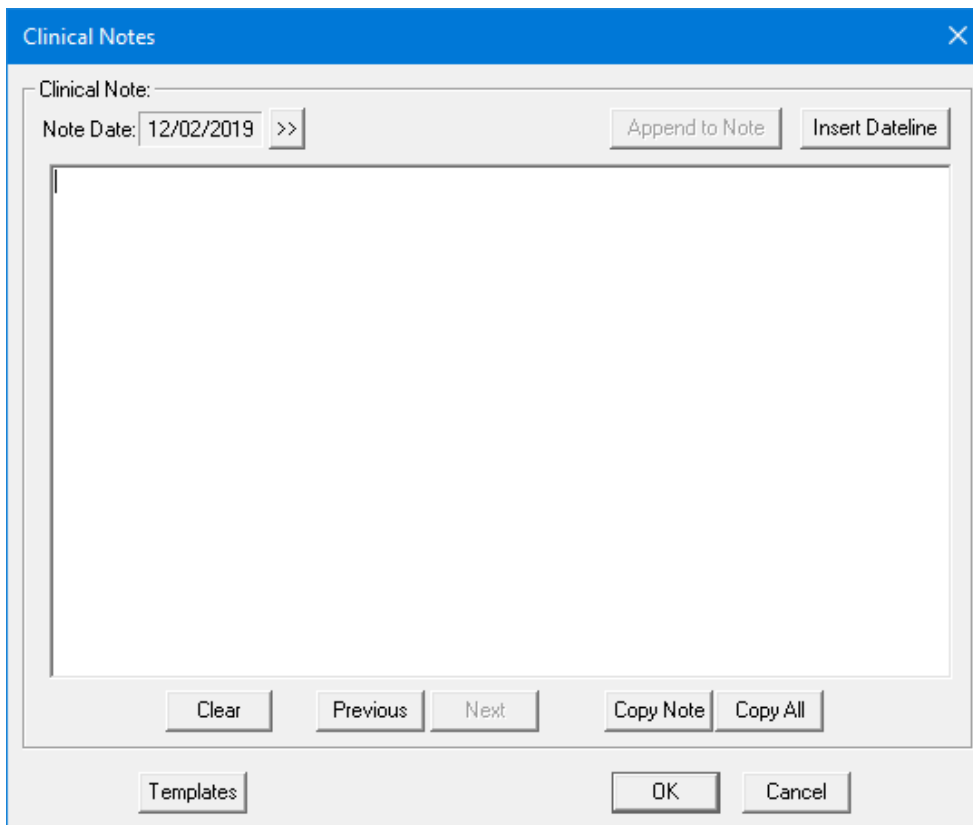 Clinical Notes
Clinical Note:
Note Date: 12/02/2019 >> Append to Note Insert Dateline
Clear Previous Next Copy Note Copy All
Templates OK Cancel